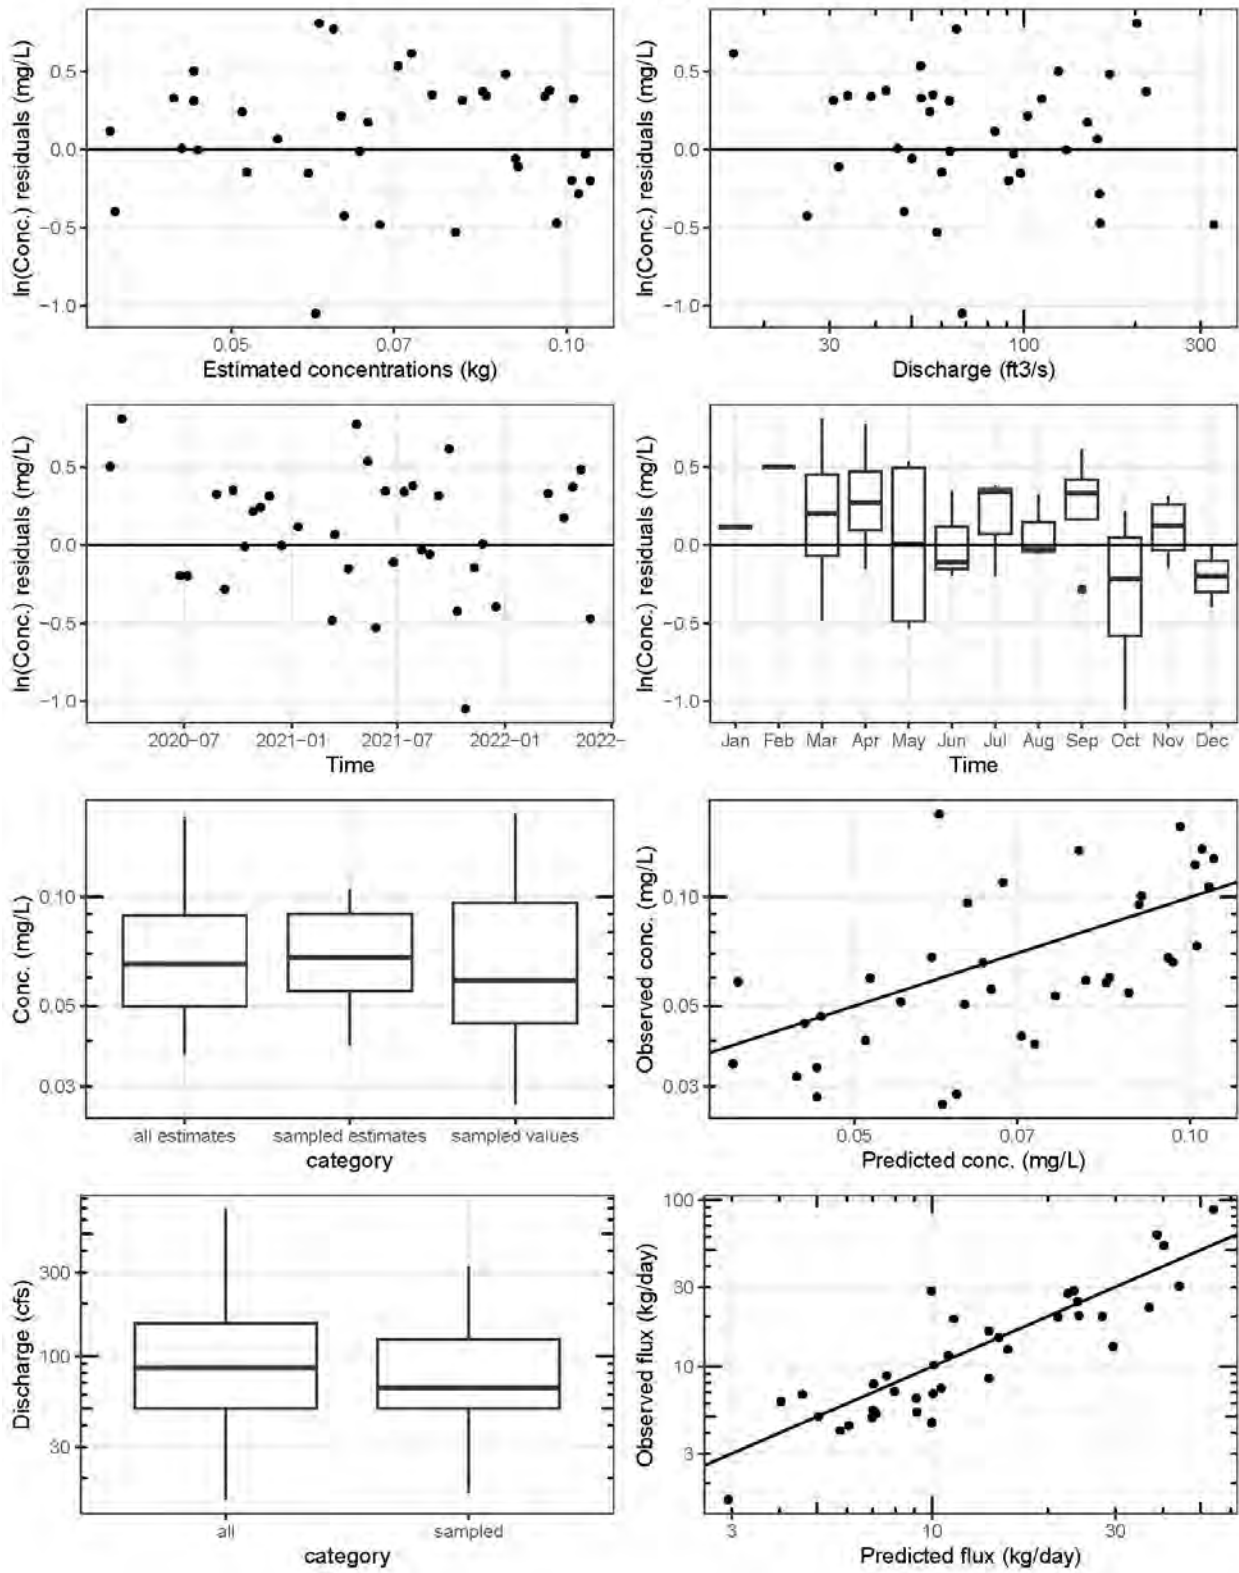 ln(Conc.) residuals (mg/L)
0.5
0.0
−0.5
−1.0
0.05
0.07
0.10
Estimated concentrations (kg)
ln(Conc.) residuals (mg/L)
0.5
0.0
−0.5
−1.0
30
100
300
Discharge (ft3/s)
ln(Conc.) residuals (mg/L)
0.5
0.0
−0.5
−1.0
2020−07
2021−01
2021−07
2022−01
2022−
Time
ln(Conc.) residuals (mg/L)
0.5
0.0
−0.5
−1.0
Jan Feb Mar Apr May Jun Jul Aug Sep Oct Nov Dec
Time
Conc. (mg/L)
0.10
0.05
0.03
all estimates
sampled estimates
sampled values
category
Observed conc. (mg/L)
0.10
0.05
0.03
0.05
0.07
0.10
Predicted conc. (mg/L)
Discharge (cfs)
300
100
30
all
sampled
category
Observed flux (kg/day)
100
30
10
3
3
10
30
Predicted flux (kg/day)